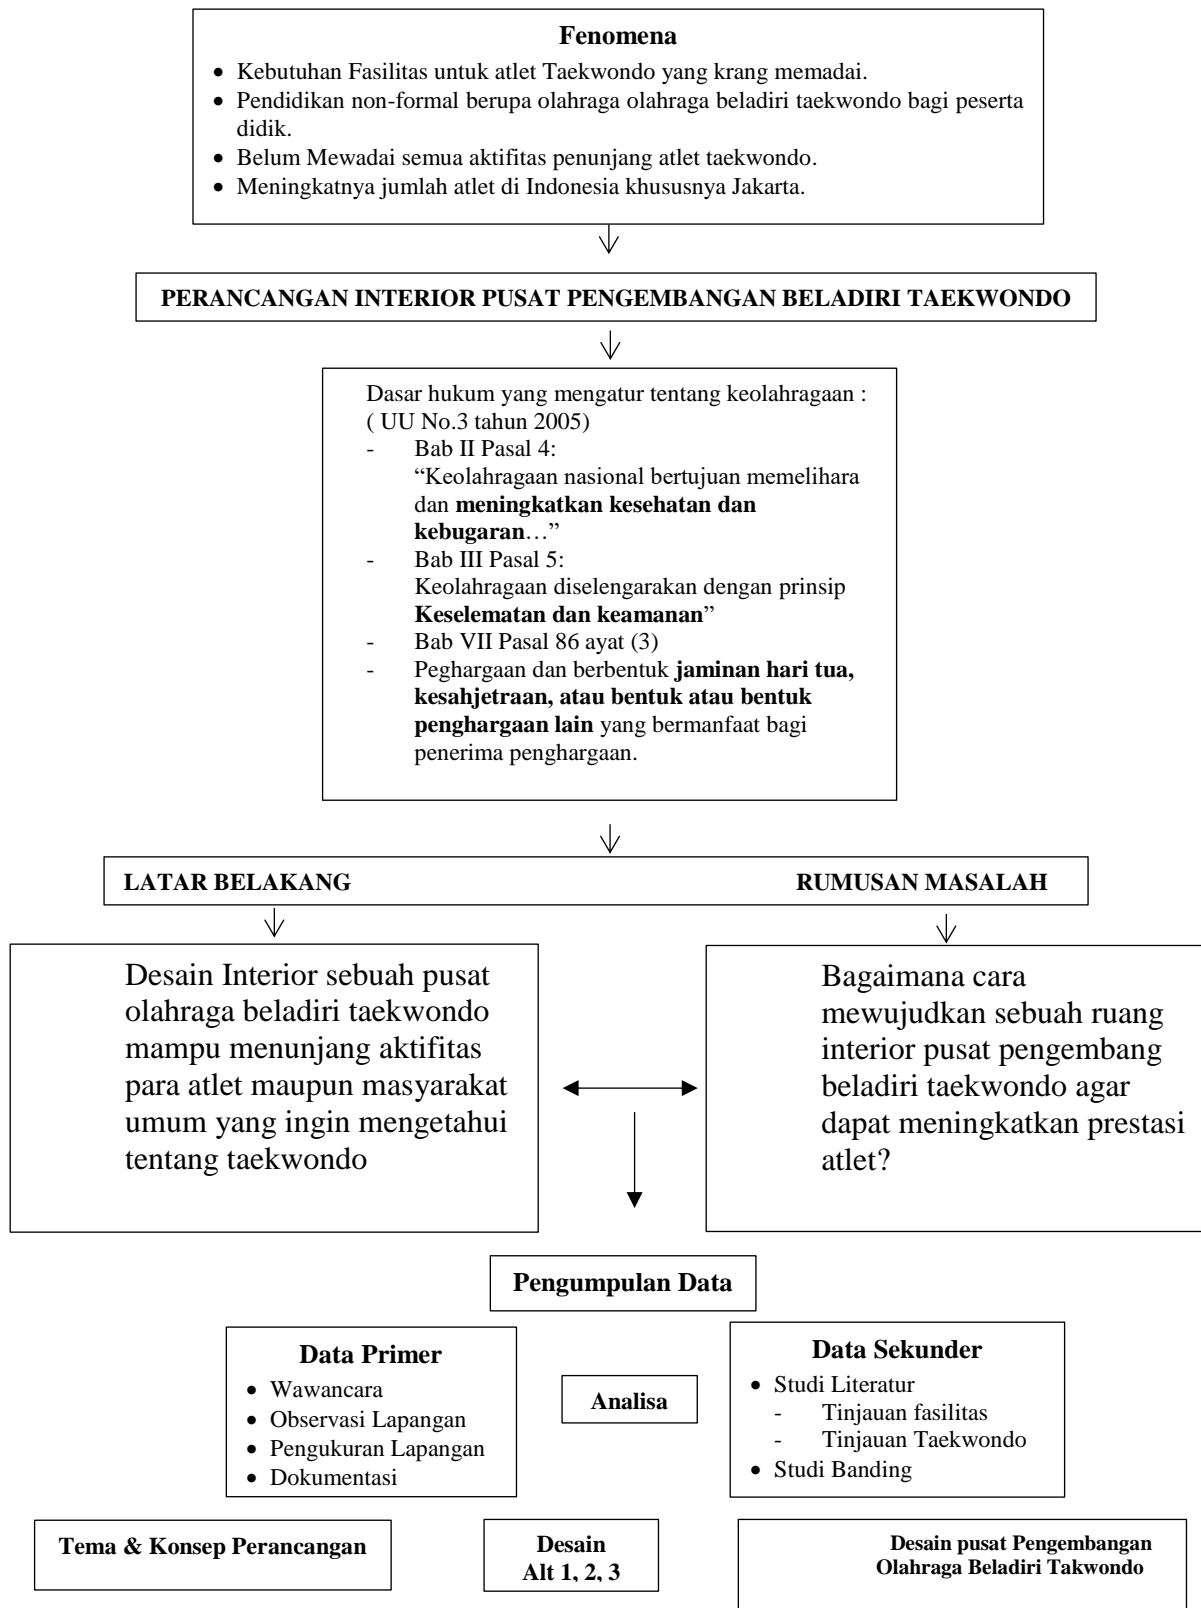 Fenomena
• Kebutuhan Fasilitas untuk atlet Taekwondo yang krang memadai.
• Pendidikan non-formal berupa olahraga olahraga beladiri taekwondo bagi peserta
didik.
• Belum Mewadai semua aktifitas penunjang atlet taekwondo.
• Meningkatnya jumlah atlet di Indonesia khususnya Jakarta.
PERANCANGAN INTERIOR PUSAT PENGEMBANGAN BELADIRI TAEKWONDO
Dasar hukum yang mengatur tentang keolahragaan :
( UU No.3 tahun 2005)
- Bab II Pasal 4:
“Keolahragaan nasional bertujuan memelihara
dan meningkatkan kesehatan dan
kebugaran…”
- Bab III Pasal 5:
Keolahragaan diselengarakan dengan prinsip
Keselematan dan keamanan”
- Bab VII Pasal 86 ayat (3)
- Peghargaan dan berbentuk jaminan hari tua,
kesahjetraan, atau bentuk atau bentuk
penghargaan lain yang bermanfaat bagi
penerima penghargaan.
LATAR BELAKANG
RUMUSAN MASALAH
Desain Interior sebuah pusat
olahraga beladiri taekwondo
mampu menunjang aktifitas
para atlet maupun masyarakat
umum yang ingin mengetahui
tentang taekwondo
Bagaimana cara
mewujudkan sebuah ruang
interior pusat pengembang
beladiri taekwondo agar
dapat meningkatkan prestasi
atlet?
Pengumpulan Data
Data Primer
• Wawancara
• Observasi Lapangan
• Pengukuran Lapangan
• Dokumentasi
Analisa
Data Sekunder
• Studi Literatur
- Tinjauan fasilitas
- Tinjauan Taekwondo
• Studi Banding
Tema & Konsep Perancangan
Desain
Alt 1, 2, 3
Desain pusat Pengembangan
Olahraga Beladiri Takwondo